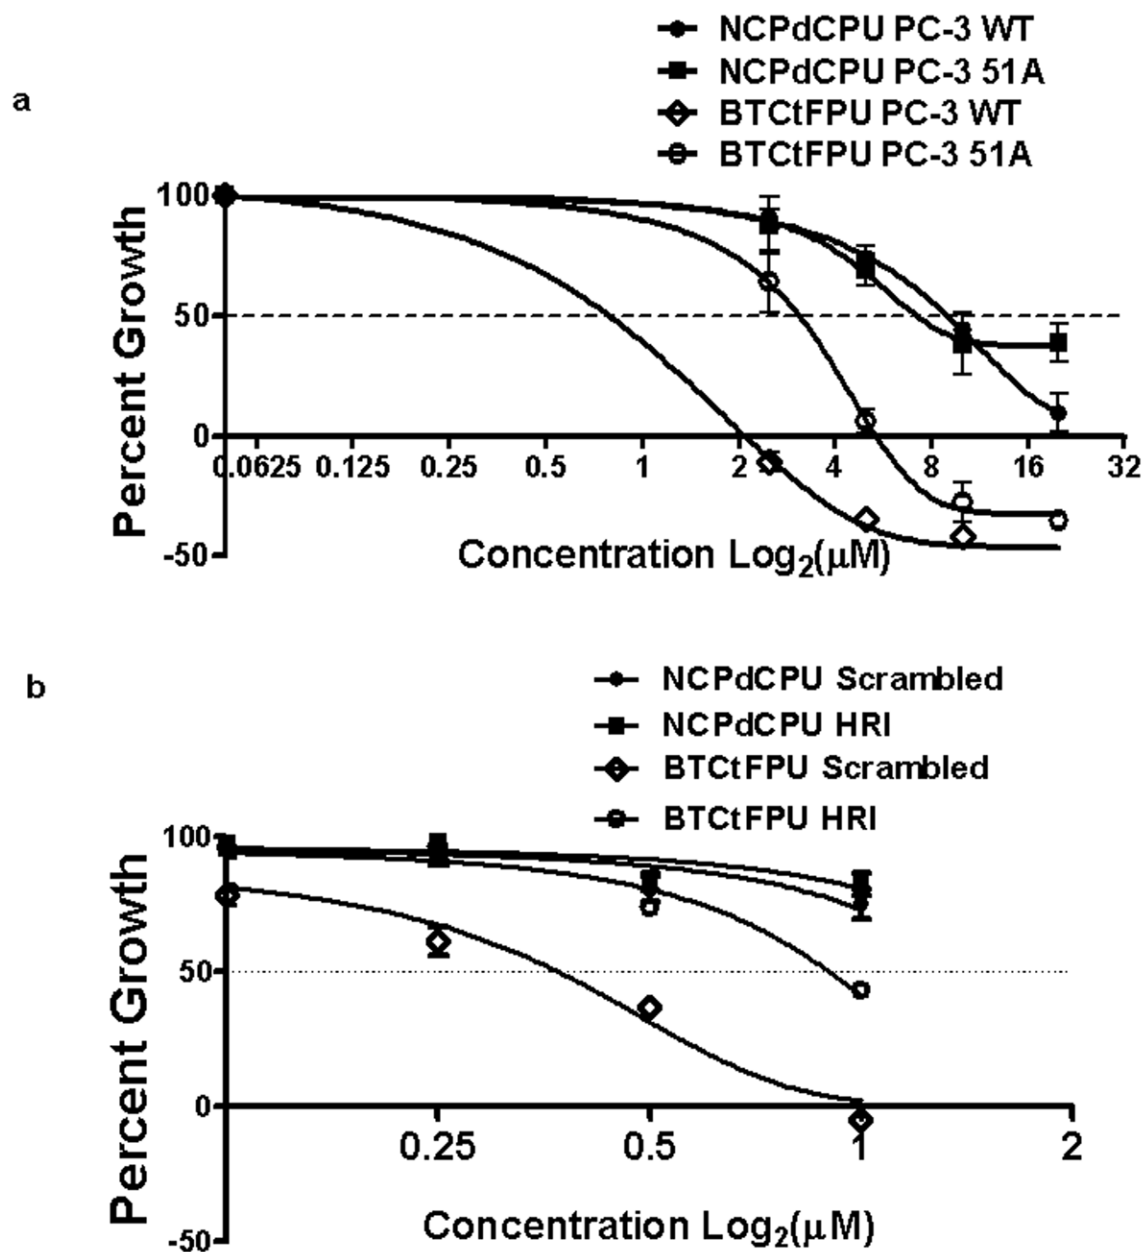 NCPdCPU PC-3 WT
NCPdCPU PC-3 51A
BTCtFPU PC-3 WT
BTCtFPU PC-3 51A
a
100
50
0
-50
Percent Growth
0.0625 0.125 0.25 0.5 1 2 4 8 16 32
Concentration Log₂(µM)
b
NCPdCPU Scrambled
NCPdCPU HRI
BTCtFPU Scrambled
BTCtFPU HRI
100
50
0
-50
Percent Growth
0.25 0.5 1 2
Concentration Log₂(µM)